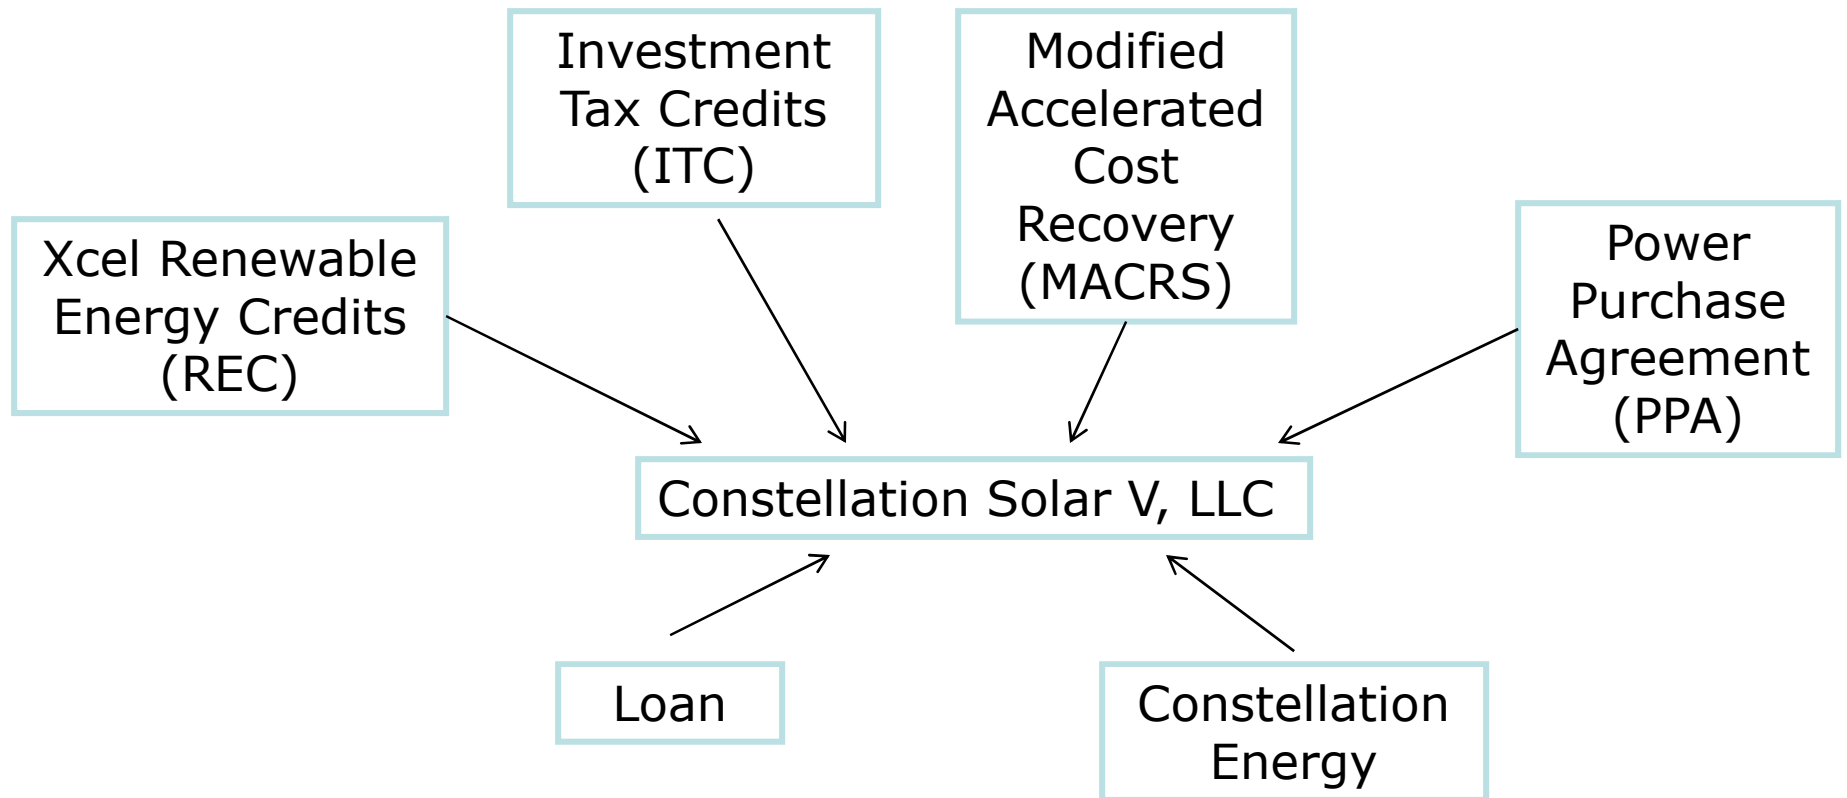 Investment
Tax Credits
(ITC)
Modified
Accelerated
Cost
Recovery
(MACRS)
Xcel Renewable
Energy Credits
(REC)
Power
Purchase
Agreement
(PPA)
Constellation Solar V, LLC
Loan
Constellation
Energy